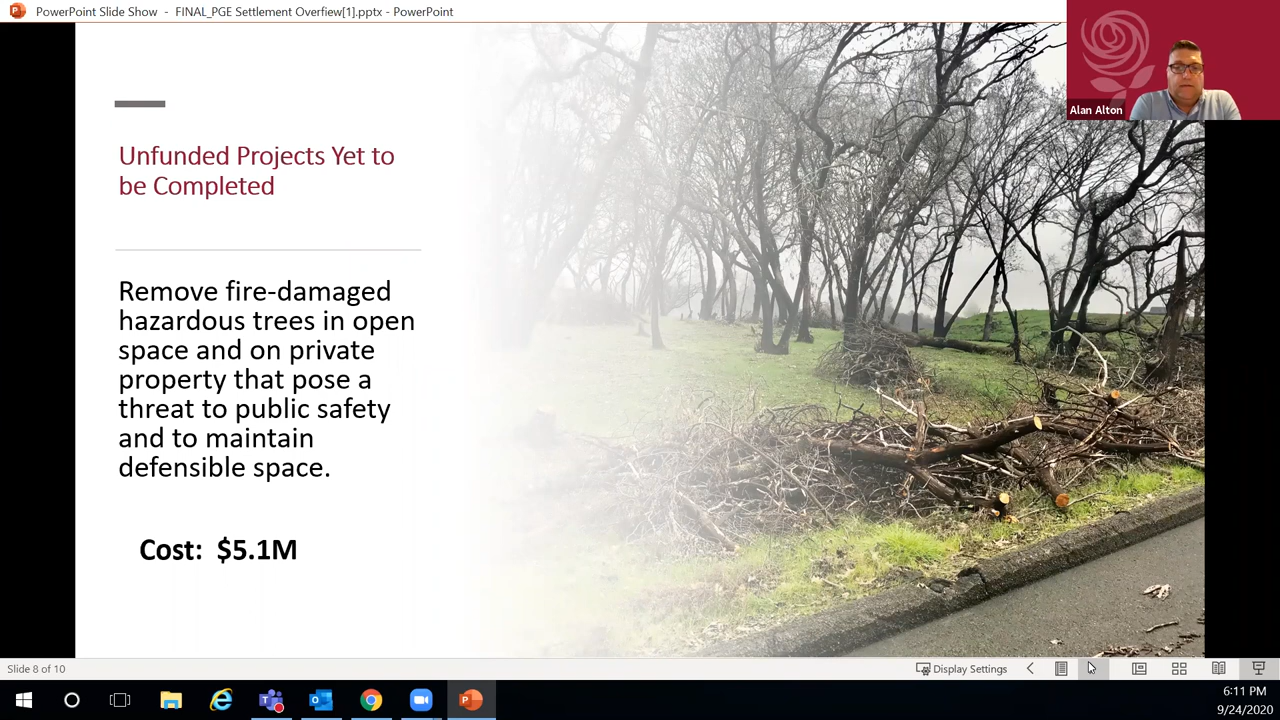 PowerPoint Slide Show - FINAL_PGE Settlement Overfiew[1].pptx - PowerPoint
Alan Alton
Unfunded Projects Yet to
be Completed
Remove fire-damaged
hazardous trees in open
space and on private
property that pose a
threat to public safety
and to maintain
defensible space.
Cost: $5.1M
Slide 8 of 10
Display Settings
6:11 PM
9/24/2020